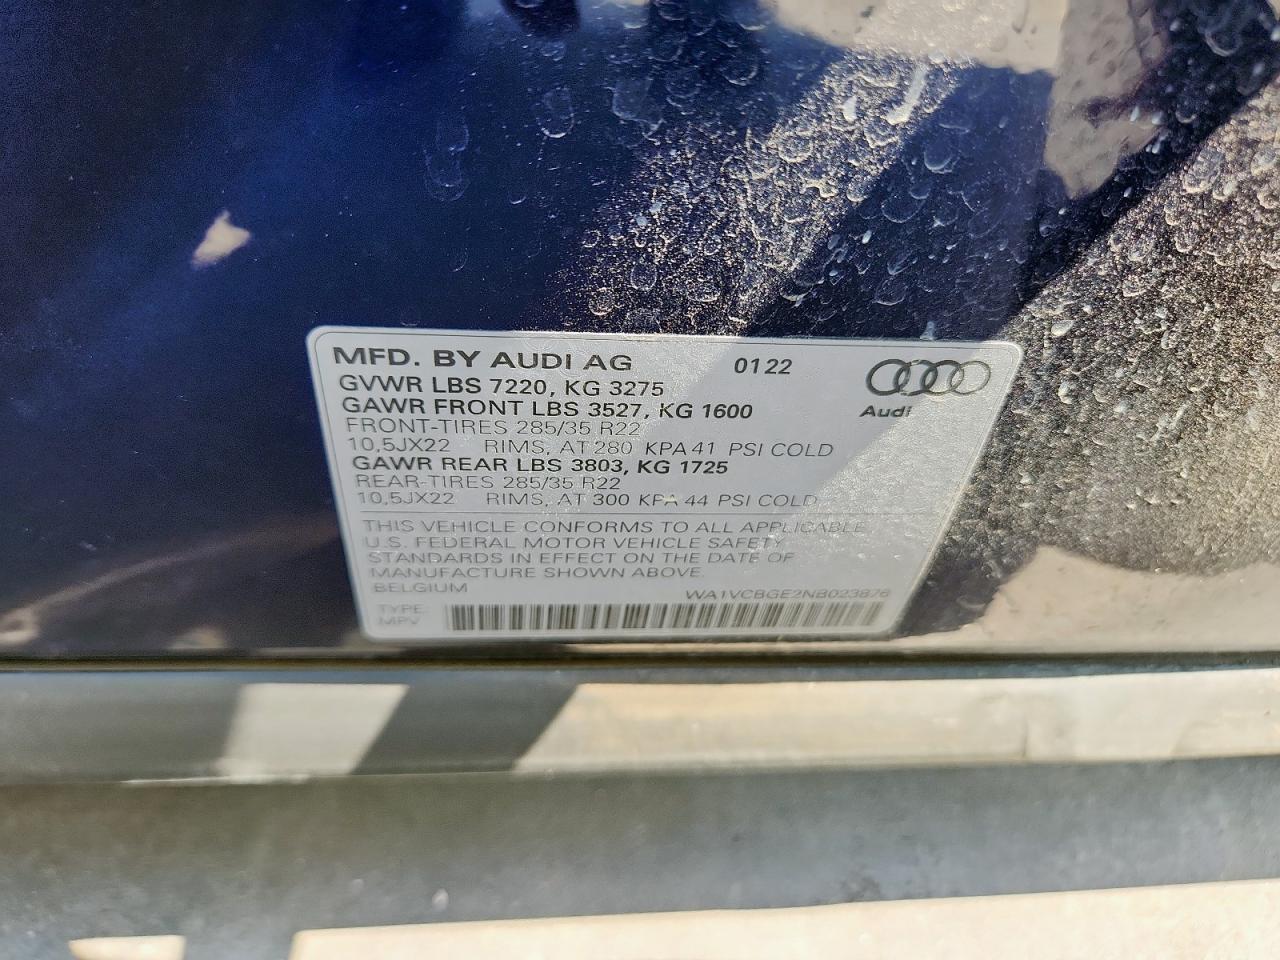 MFD. BY AUDI AG 0122
GVWR LBS 7220, KG 3275
GAWR FRONT LBS 3527, KG 1600 Audi
FRONT-TIRES 285/35 R22
10,5JX22 RIMS, AT 280 KPA 41 PSI COLD
GAWR REAR LBS 3803, KG 1725
REAR-TIRES 285/35 R22
10,5JX22 RIMS, AT 300 KPA 44 PSI COLD
THIS VEHICLE CONFORMS TO ALL APPLICABLE
U.S. FEDERAL MOTOR VEHICLE SAFETY
STANDARDS IN EFFECT ON THE DATE OF
MANUFACTURE SHOWN ABOVE.
BELGIUM WA1VCBGE2NB023876
TYPE:
MPV